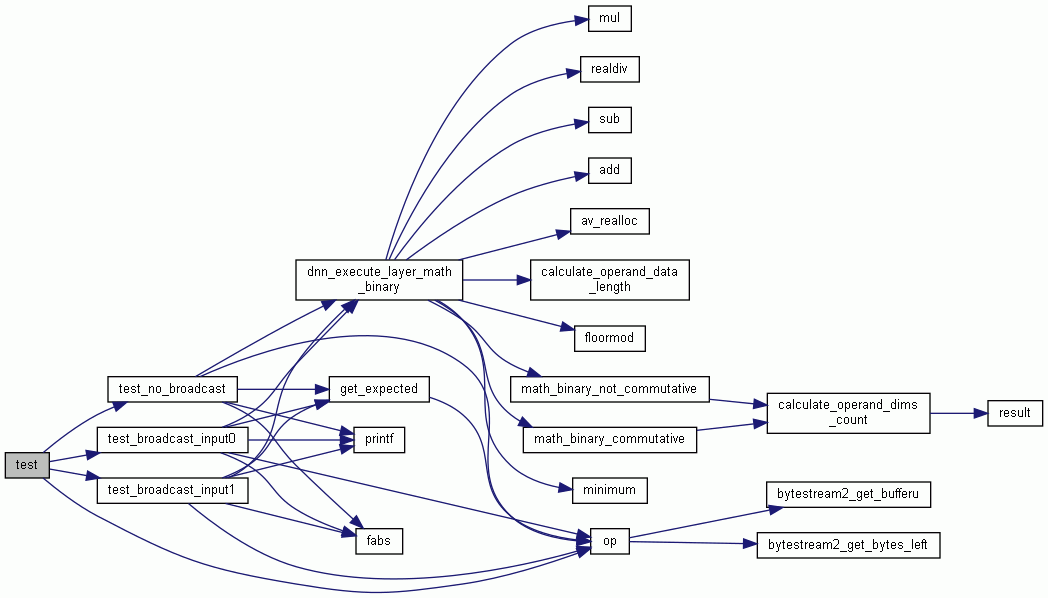 mul
realdiv
sub
add
av_realloc
dnn_execute_layer_math
_binary
calculate_operand_data
_length
floormod
test_no_broadcast
get_expected
math_binary_not_commutative
calculate_operand_dims
_count
result
test_broadcast_input0
printf
math_binary_commutative
test
test_broadcast_input1
minimum
bytestream2_get_bufferu
fabs
op
bytestream2_get_bytes_left